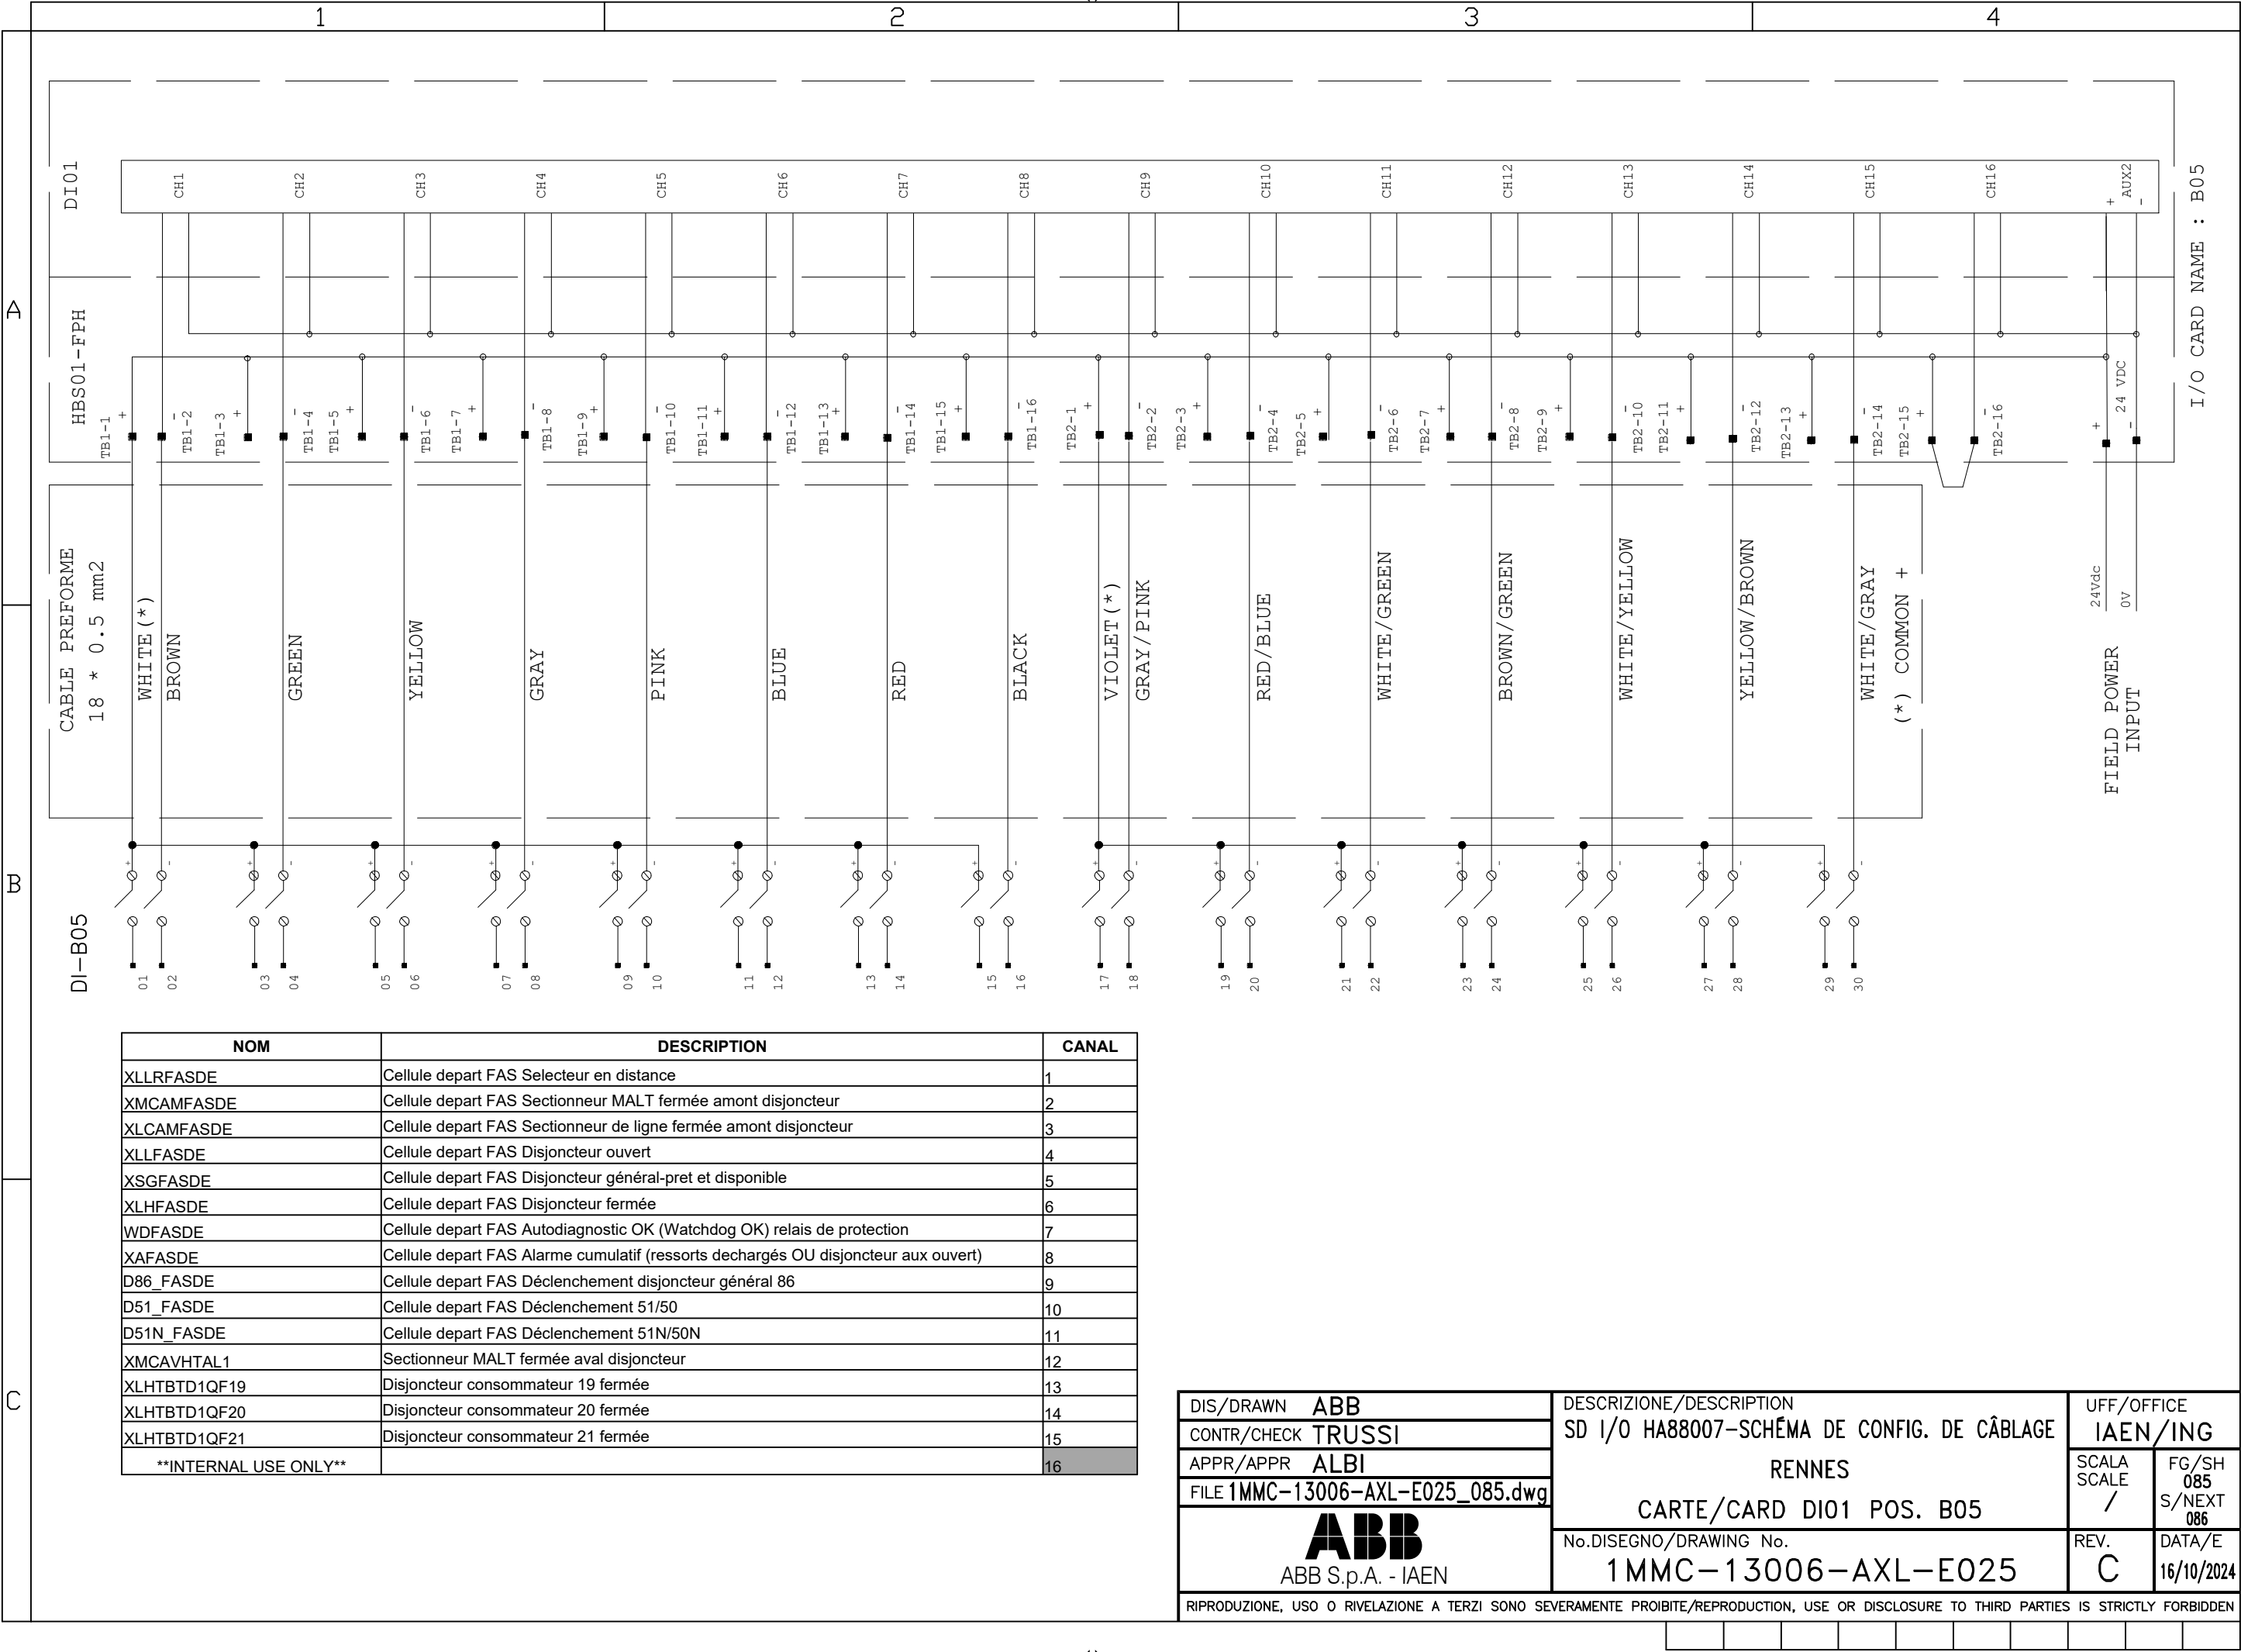 1 2 3 4
A
B
C
DI01
CH1 CH2 CH3 CH4 CH5 CH6 CH7 CH8 CH9 CH10 CH11 CH12 CH13 CH14 CH15 CH16 + AUX2 -
I/O CARD NAME : B05
HBS01-FPH
TB1-1 + - TB1-2 TB1-3 + - TB1-4 TB1-5 + - TB1-6 TB1-7 + - TB1-8 TB1-9 + - TB1-10 TB1-11 + - TB1-12 TB1-13 + - TB1-14 TB1-15 + - TB1-16 TB2-1 + - TB2-2 TB2-3 + - TB2-4 TB2-5 + - TB2-6 TB2-7 + - TB2-8 TB2-9 + - TB2-10 TB2-11 + - TB2-12 TB2-13 + - TB2-14 TB2-15 + - TB2-16 + 24 VDC -
CABLE PREFORME
18 * 0.5 mm2
WHITE(*) BROWN GREEN YELLOW GRAY PINK BLUE RED BLACK VIOLET(*) GRAY/PINK RED/BLUE WHITE/GREEN BROWN/GREEN WHITE/YELLOW YELLOW/BROWN WHITE/GRAY
(*) COMMON +
24Vdc 0V
FIELD POWER
INPUT
DI-B05
+ - + - + - + - + - + - + - + - + - + - + - + - + - + - + -
01 02 03 04 05 06 07 08 09 10 11 12 13 14 15 16 17 18 19 20 21 22 23 24 25 26 27 28 29 30
NOM DESCRIPTION CANAL
XLLRFASDE Cellule depart FAS Selecteur en distance 1
XMCAMFASDE Cellule depart FAS Sectionneur MALT fermée amont disjoncteur 2
XLCAMFASDE Cellule depart FAS Sectionneur de ligne fermée amont disjoncteur 3
XLLFASDE Cellule depart FAS Disjoncteur ouvert 4
XSGFASDE Cellule depart FAS Disjoncteur général-pret et disponible 5
XLHFASDE Cellule depart FAS Disjoncteur fermée 6
WDFASDE Cellule depart FAS Autodiagnostic OK (Watchdog OK) relais de protection 7
XAFASDE Cellule depart FAS Alarme cumulatif (ressorts dechargés OU disjoncteur aux ouvert) 8
D86_FASDE Cellule depart FAS Déclenchement disjoncteur général 86 9
D51_FASDE Cellule depart FAS Déclenchement 51/50 10
D51N_FASDE Cellule depart FAS Déclenchement 51N/50N 11
XMCAVHTAL1 Sectionneur MALT fermée aval disjoncteur 12
XLHTBTD1QF19 Disjoncteur consommateur 19 fermée 13
XLHTBTD1QF20 Disjoncteur consommateur 20 fermée 14
XLHTBTD1QF21 Disjoncteur consommateur 21 fermée 15
**INTERNAL USE ONLY** 16
DIS/DRAWN ABB
CONTR/CHECK TRUSSI
APPR/APPR ALBI
FILE 1MMC-13006-AXL-E025_085.dwg
ABB
ABB S.p.A. - IAEN
DESCRIZIONE/DESCRIPTION
SD I/O HA88007-SCHÉMA DE CONFIG. DE CÂBLAGE
RENNES
CARTE/CARD DI01 POS. B05
No.DISEGNO/DRAWING No.
1MMC-13006-AXL-E025
UFF/OFFICE
IAEN/ING
SCALA
SCALE
/
FG/SH
085
S/NEXT
086
REV.
C
DATA/E
16/10/2024
RIPRODUZIONE, USO O RIVELAZIONE A TERZI SONO SEVERAMENTE PROIBITE/REPRODUCTION, USE OR DISCLOSURE TO THIRD PARTIES IS STRICTLY FORBIDDEN